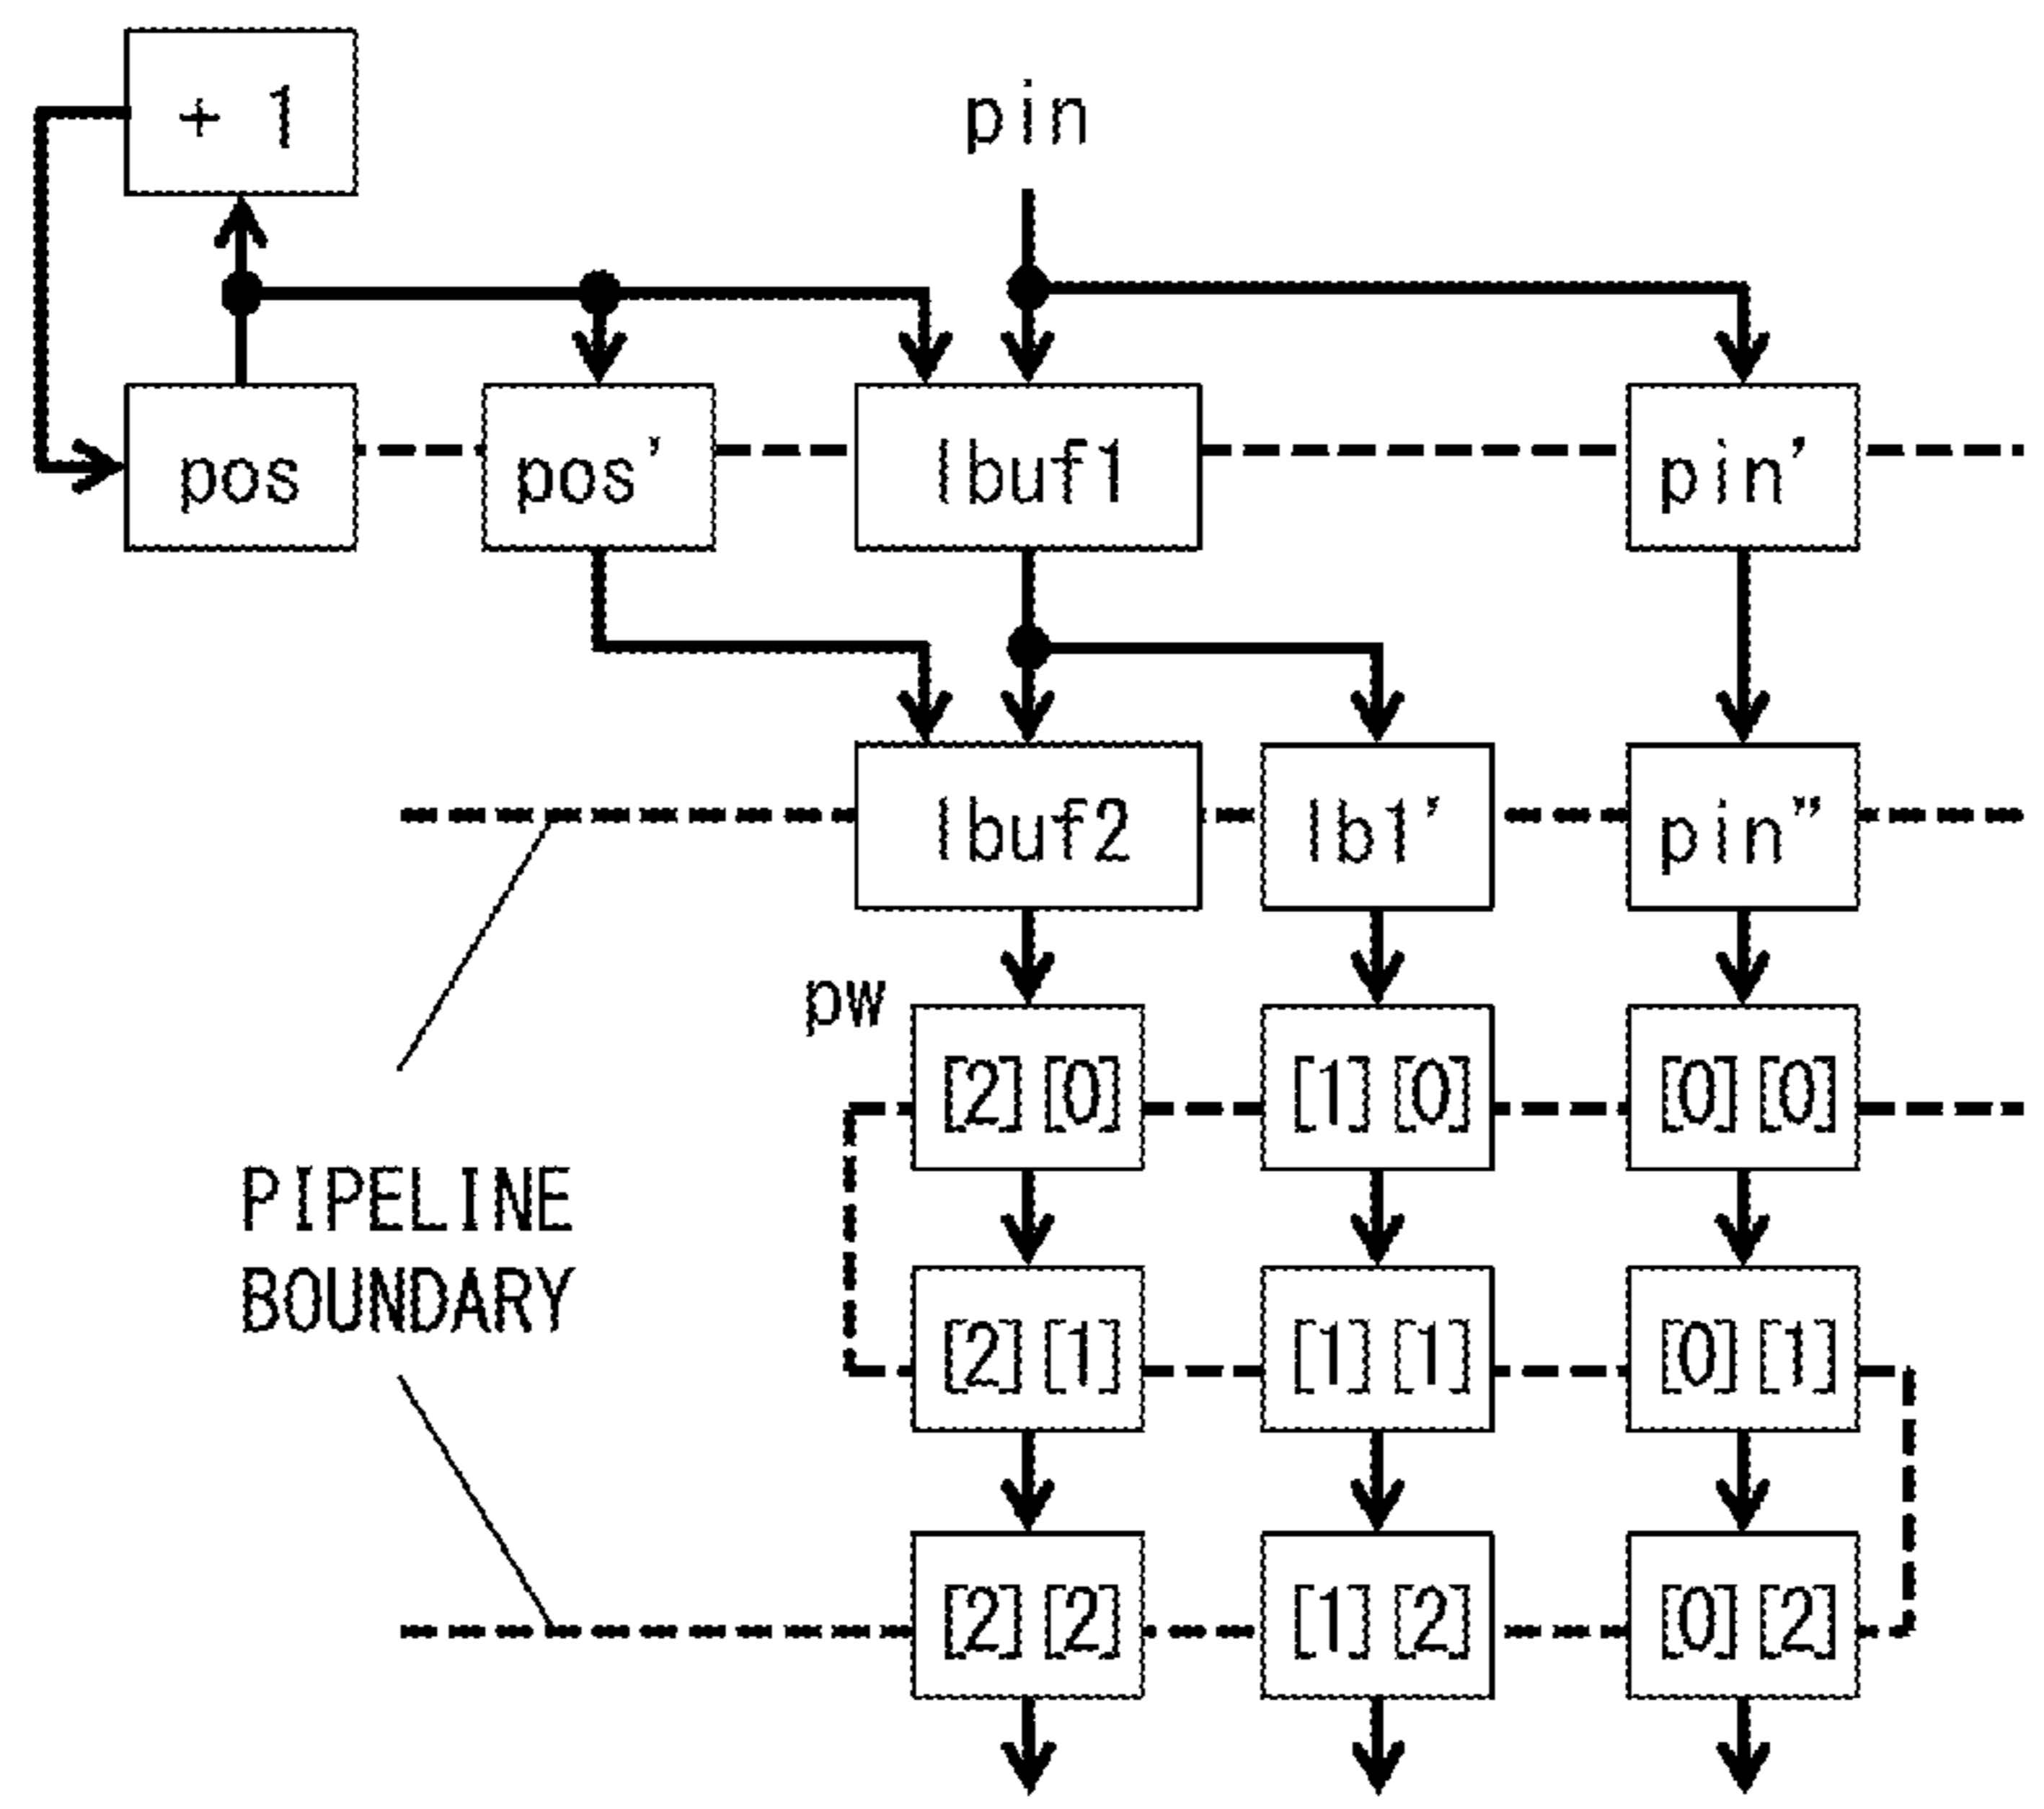 + 1
pin
pos pos' lbuf1 pin'
lbuf2 lb1' pin"
pw
[2][0] [1][0] [0][0]
PIPELINE
BOUNDARY
[2][1] [1][1] [0][1]
[2][2] [1][2] [0][2]